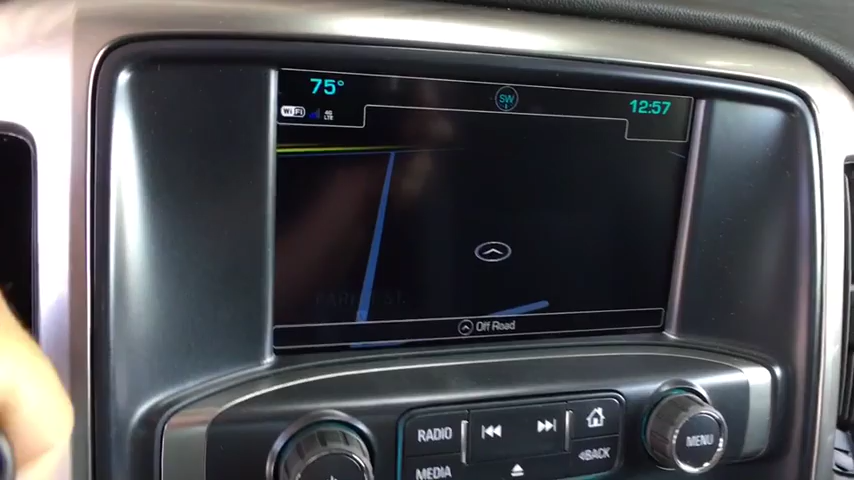 75°
SW
12:57
WiFi 4G LTE
Off Road
RADIO
MEDIA
BACK
MENU